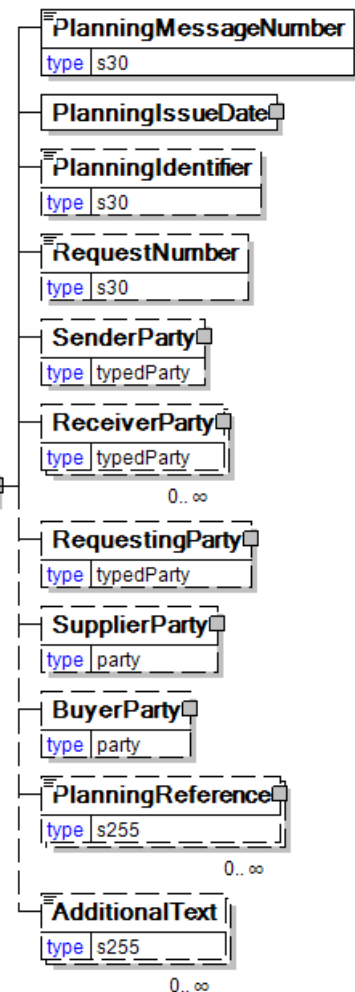 PlanningMessageNumber
type s30
PlanningIssueDate
PlanningIdentifier
type s30
RequestNumber
type s30
SenderParty
type typedParty
ReceiverParty
type typedParty
0.. ∞
RequestingParty
type typedParty
SupplierParty
type party
BuyerParty
type party
PlanningReference
type s255
0.. ∞
AdditionalText
type s255
0.. ∞